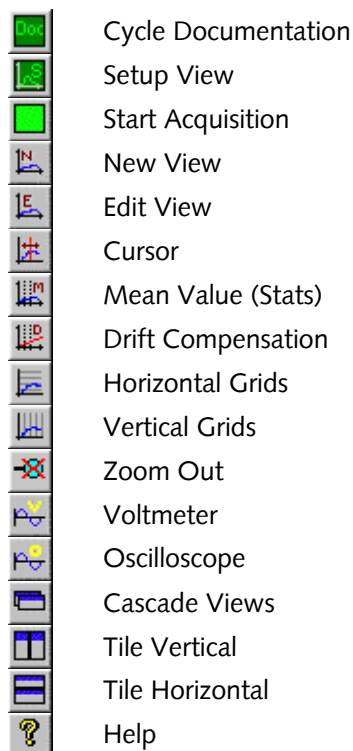 Doc Cycle Documentation
S Setup View
Start Acquisition
N New View
E Edit View
Cursor
M Mean Value (Stats)
D Drift Compensation
Horizontal Grids
Vertical Grids
Zoom Out
V Voltmeter
O Oscilloscope
Cascade Views
Tile Vertical
Tile Horizontal
? Help